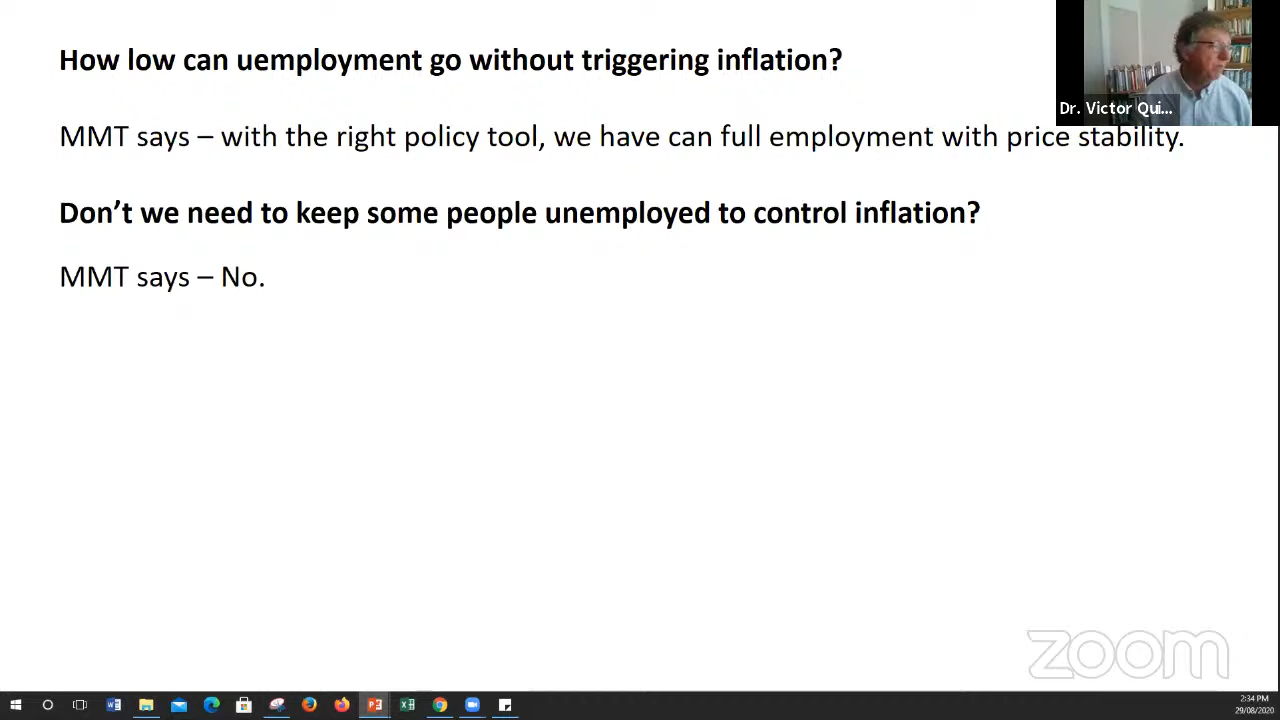 How low can uemployment go without triggering inflation?
Dr. Victor Qui...
MMT says – with the right policy tool, we have can full employment with price stability.
Don't we need to keep some people unemployed to control inflation?
MMT says – No.
zoom
2:34 PM
29/08/2020